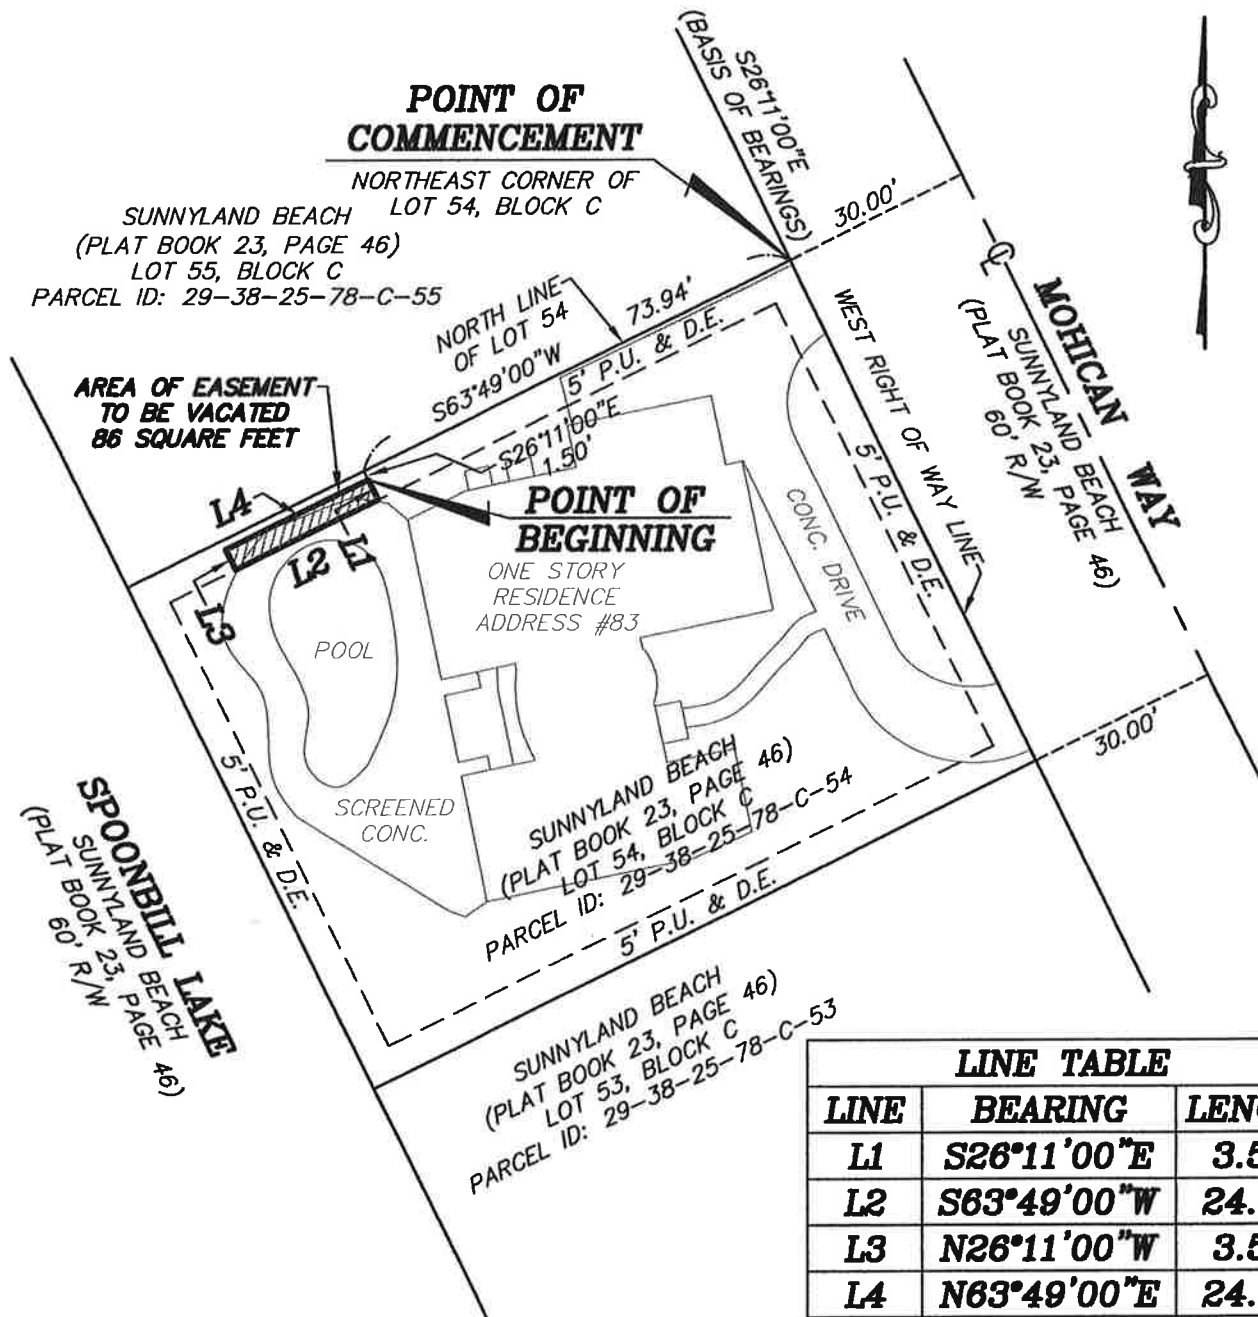 S26°11'00"E
(BASIS OF BEARINGS)
POINT OF
COMMENCEMENT
NORTHEAST CORNER OF
LOT 54, BLOCK C
SUNNYLAND BEACH
(PLAT BOOK 23, PAGE 46)
LOT 55, BLOCK C
PARCEL ID: 29-38-25-78-C-55
30.00'
NORTH LINE
OF LOT 54
73.94'
S63°49'00"W
5' P.U. & D.E.
WEST RIGHT OF WAY LINE
MOHICAN WAY
SUNNYLAND BEACH
(PLAT BOOK 23, PAGE 46)
60' R/W
AREA OF EASEMENT
TO BE VACATED
86 SQUARE FEET
S26°11'00"E
1.50'
POINT OF
BEGINNING
L4
L2
L1
L3
5' P.U. & D.E.
CONC. DRIVE
ONE STORY
RESIDENCE
ADDRESS #83
POOL
30.00'
5' P.U. & D.E.
SCREENED
CONC.
SUNNYLAND BEACH
(PLAT BOOK 23, PAGE 46)
LOT 54, BLOCK C
PARCEL ID: 29-38-25-78-C-54
5' P.U. & D.E.
SPOONBILL LAKE
SUNNYLAND BEACH
(PLAT BOOK 23, PAGE 46)
60' R/W
SUNNYLAND BEACH
(PLAT BOOK 23, PAGE 46)
LOT 53, BLOCK C
PARCEL ID: 29-38-25-78-C-53
LINE TABLE
LINE BEARING
L1 S26°11'00"E 3.5
L2 S63°49'00"W 24.
L3 N26°11'00"W 3.5
L4 N63°49'00"E 24.